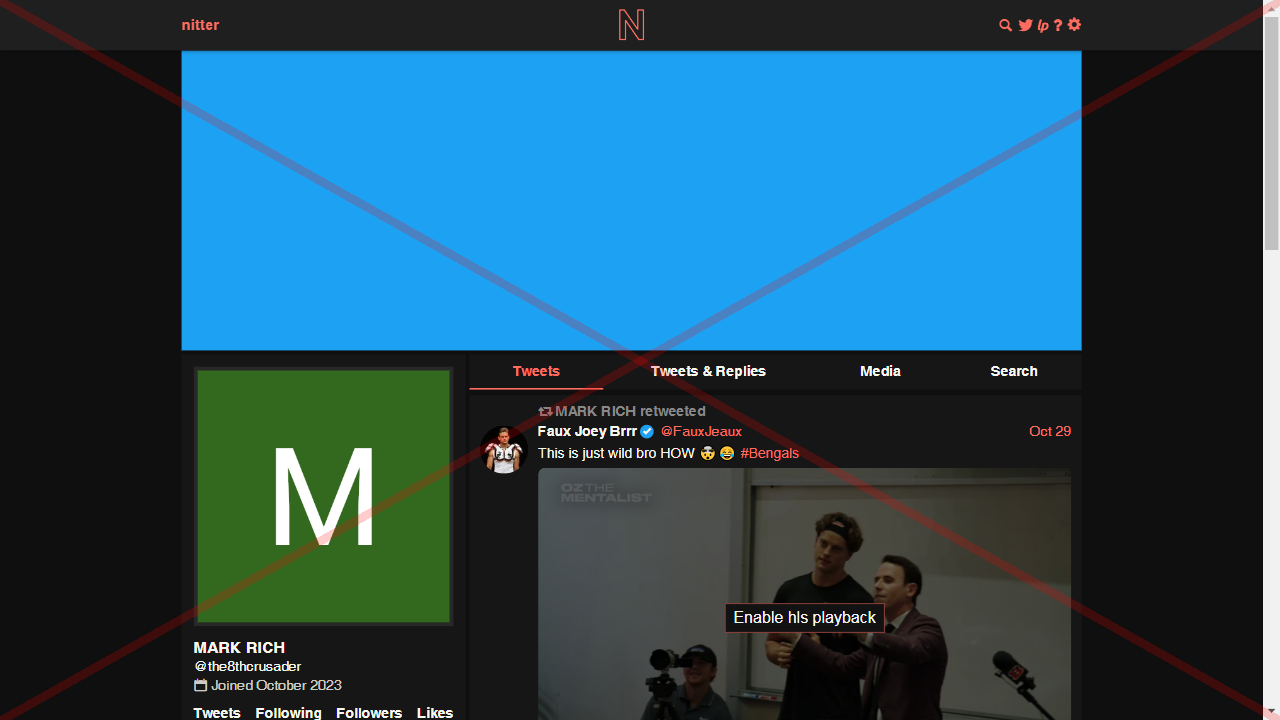 nitter
N
lp ?
Tweets
Tweets & Replies
Media
Search
MARK RICH retweeted
Faux Joey Brrr @FauxJeaux Oct 29
This is just wild bro HOW 🤯 😂 #Bengals
OZ THE
MENTALIST
Enable hls playback
M
MARK RICH
@the8thcrusader
Joined October 2023
Tweets Following Followers Likes